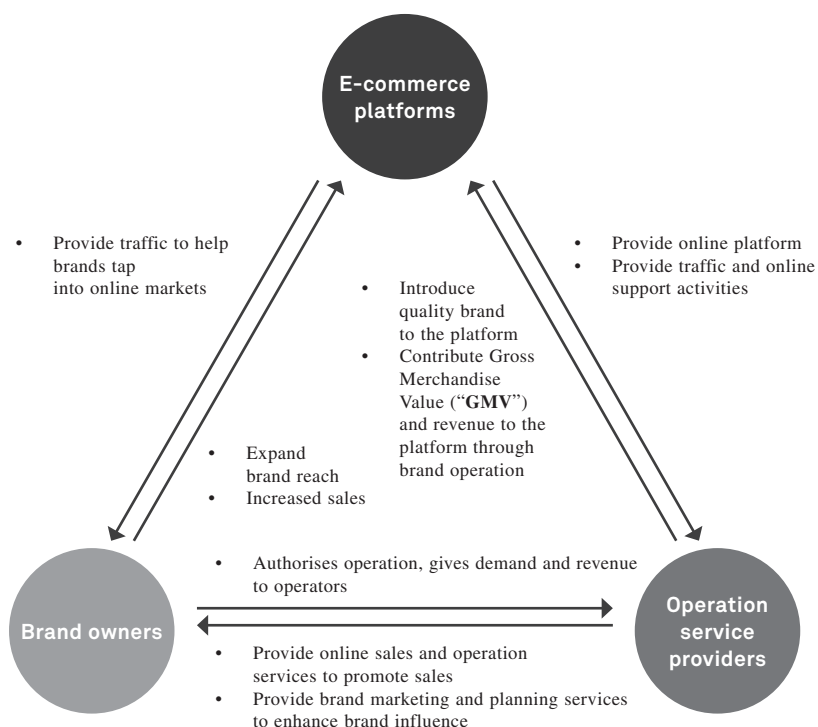 E-commerce
platforms
• Provide traffic to help
brands tap
into online markets
• Provide online platform
• Provide traffic and online
support activities
• Introduce
quality brand
to the platform
• Contribute Gross
Merchandise
Value (“GMV”)
and revenue to the
platform through
brand operation
• Expand
brand reach
• Increased sales
• Authorises operation, gives demand and revenue
to operators
Brand owners
Operation
service
providers
• Provide online sales and operation
services to promote sales
• Provide brand marketing and planning services
to enhance brand influence